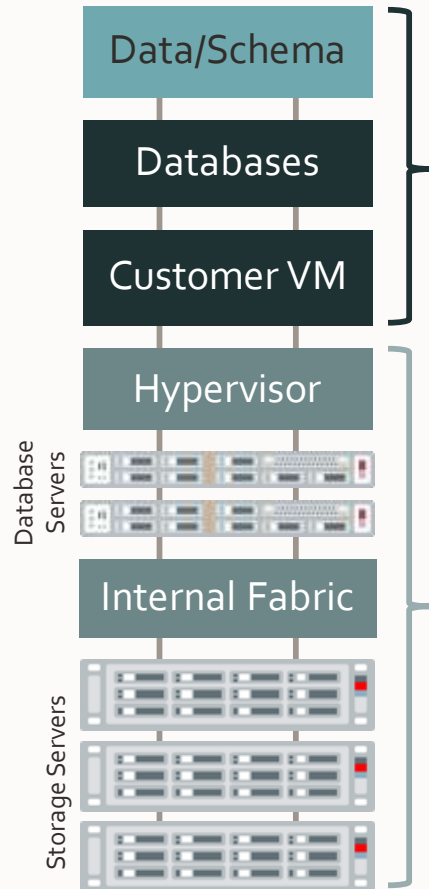 Data/Schema
Databases
Customer VM
Hypervisor
Database
Servers
Internal Fabric
Storage Servers